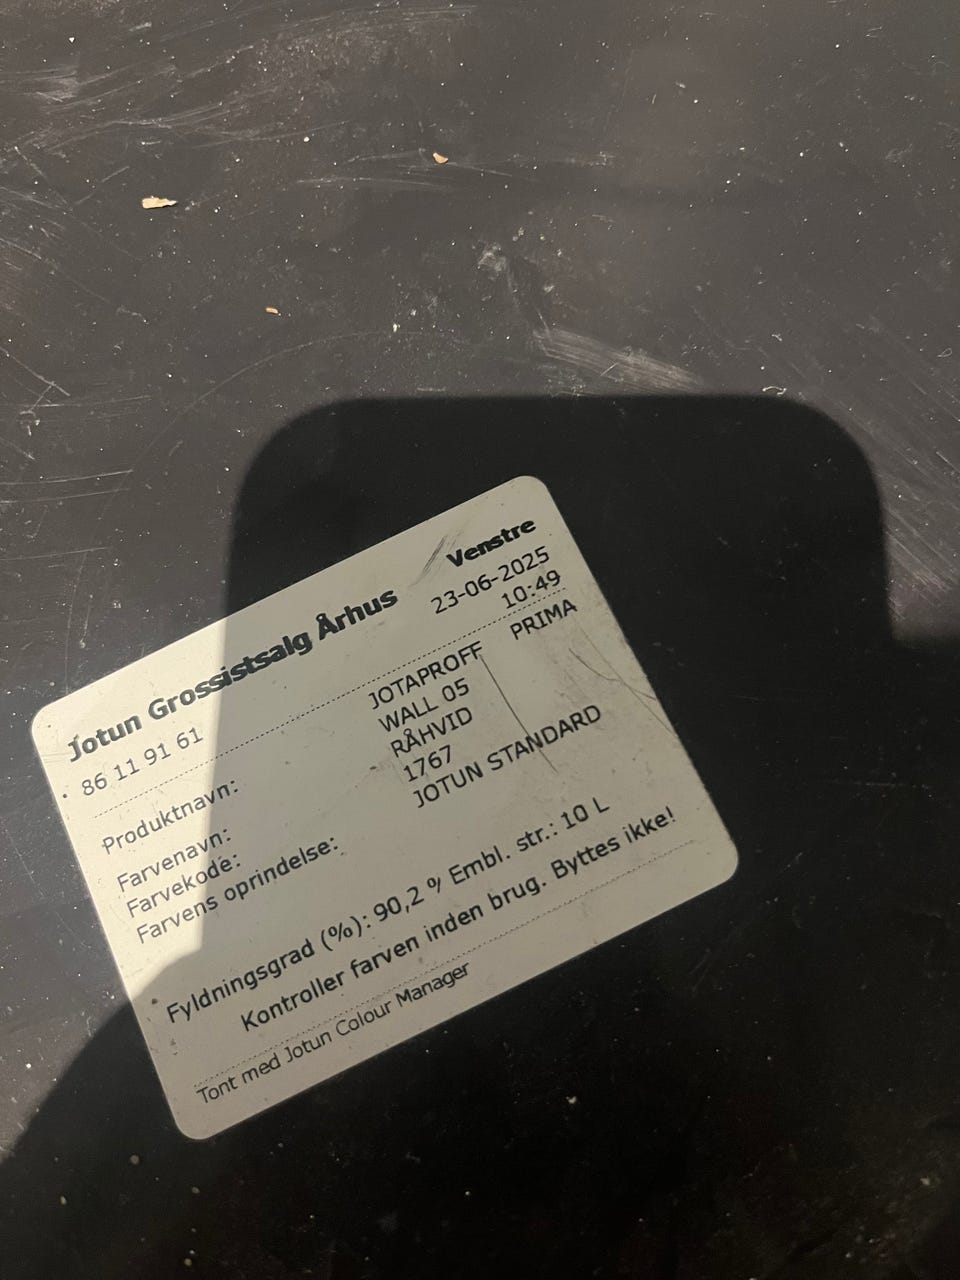 Venstre
Jotun Grossistsalg Århus 23-06-2025
86 11 91 61 10:49
Produktnavn: JOTAPROFF PRIMA
WALL 05
Farvenavn: RÅHVID
Farvekode: 1767
Farvens oprindelse: JOTUN STANDARD
Fyldningsgrad (%): 90,2 % Embl. str.: 10 L
Kontroller farven inden brug. Byttes ikke!
Tont med Jotun Colour Manager